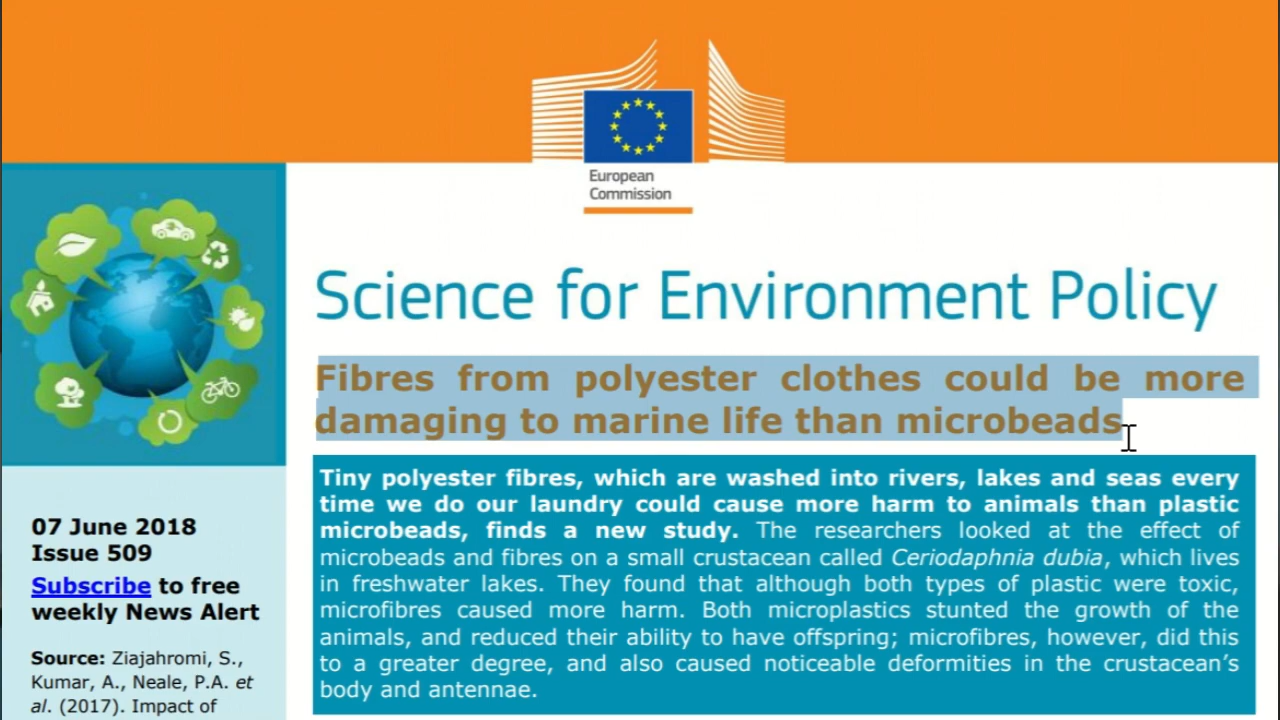 European
Commission
Science for Environment Policy
Fibres from polyester clothes could be more
damaging to marine life than microbeads
Tiny polyester fibres, which are washed into rivers, lakes and seas every
time we do our laundry could cause more harm to animals than plastic
microbeads, finds a new study. The researchers looked at the effect of
microbeads and fibres on a small crustacean called Ceriodaphnia dubia, which lives
in freshwater lakes. They found that although both types of plastic were toxic,
microfibres caused more harm. Both microplastics stunted the growth of the
animals, and reduced their ability to have offspring; microfibres, however, did this
to a greater degree, and also caused noticeable deformities in the crustacean’s
body and antennae.
07 June 2018
Issue 509
Subscribe to free
weekly News Alert
Source: Ziajahromi, S.,
Kumar, A., Neale, P.A. et
al. (2017). Impact of